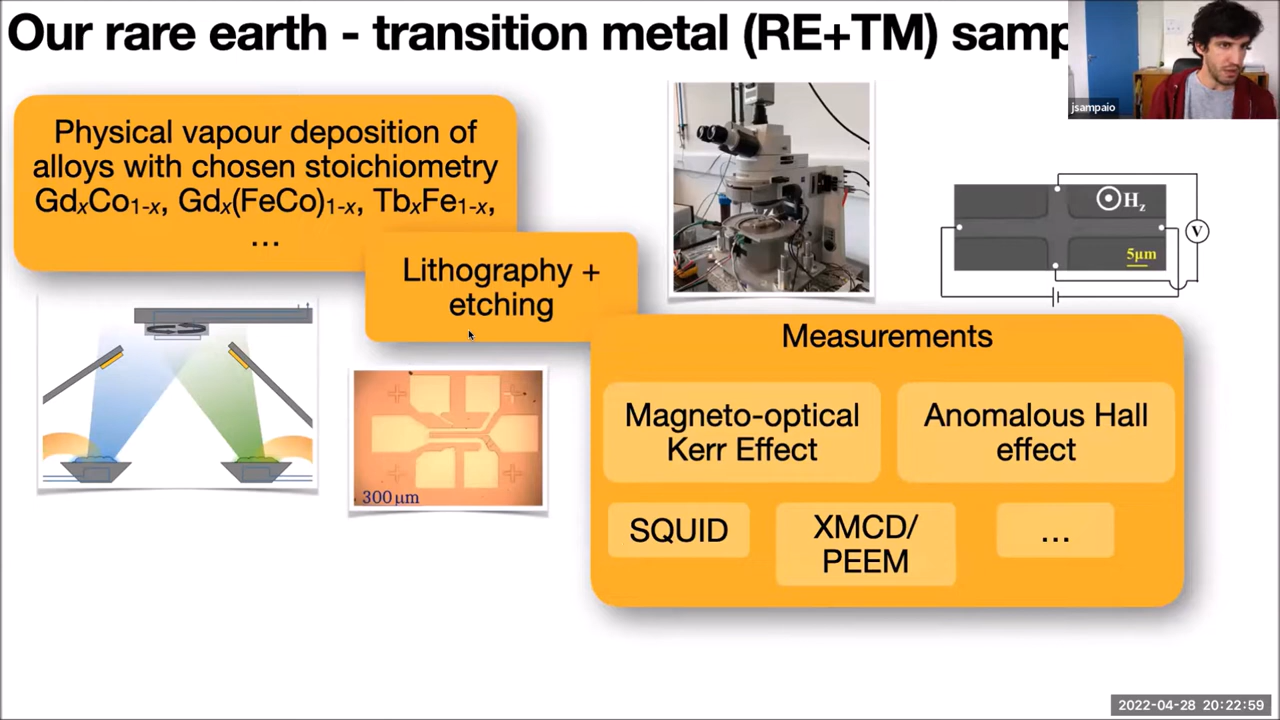 Our rare earth - transition metal (RE+TM) samp
jsampaio
Physical vapour deposition of
alloys with chosen stoichiometry
GdxCo1-x, Gdx(FeCo)1-x, TbxFe1-x,
...
Lithography +
etching
300 µm
Hz
V
5µm
Measurements
Magneto-optical
Kerr Effect
Anomalous Hall
effect
SQUID
XMCD/
PEEM
...
2022-04-28 20:22:59